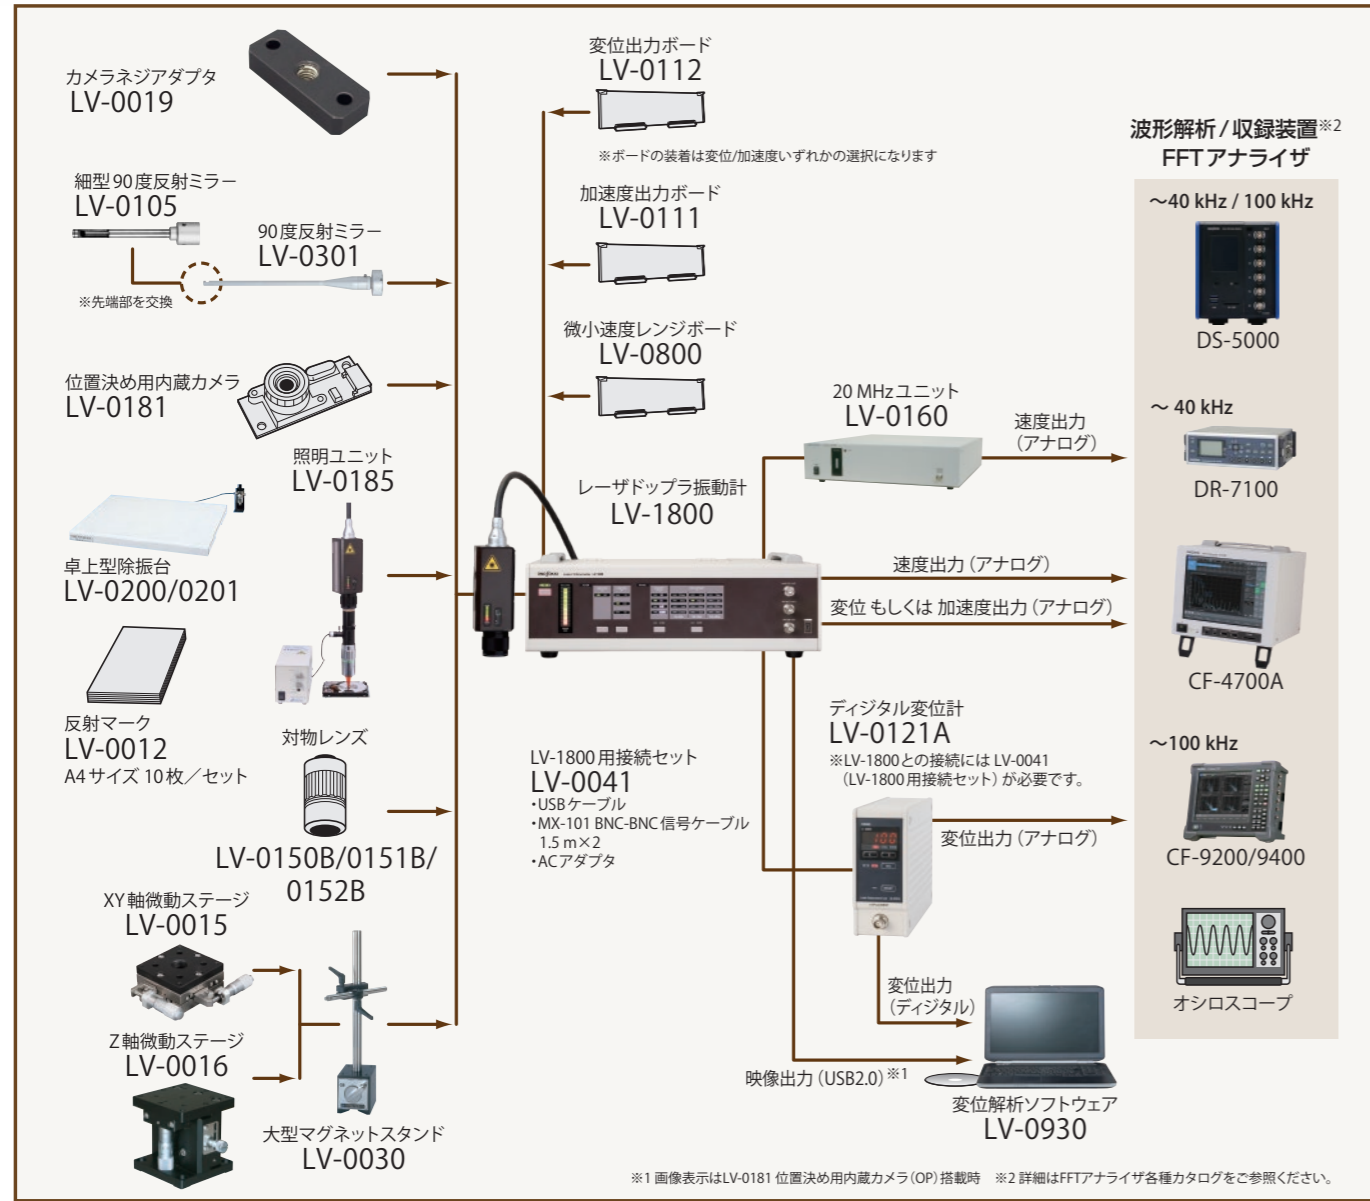 カメラネジアダプタ
LV-0019
細型90度反射ミラー
LV-0105
90度反射ミラー
LV-0301
※先端部を交換
位置決め用内蔵カメラ
LV-0181
照明ユニット
LV-0185
卓上型除振台
LV-0200/0201
反射マーク
LV-0012
A4サイズ 10枚／セット
対物レンズ
LV-0150B/0151B/
0152B
XY軸微動ステージ
LV-0015
Z軸微動ステージ
LV-0016
大型マグネットスタンド
LV-0030
変位出力ボード
LV-0112
※ボードの装着は変位/加速度いずれかの選択になります
加速度出力ボード
LV-0111
微小速度レンジボード
LV-0800
レーザドップラ振動計
LV-1800
20 MHzユニット
LV-0160
速度出力
（アナログ）
速度出力（アナログ）
変位 もしくは 加速度出力（アナログ）
LV-1800用接続セット
LV-0041
・USBケーブル
・MX-101 BNC-BNC信号ケーブル
1.5 m×2
・ACアダプタ
ディジタル変位計
LV-0121A
※LV-1800との接続には LV-0041
（LV-1800用接続セット）が必要です。
100
変位出力（アナログ）
変位出力
（ディジタル）
映像出力（USB2.0）※1
変位解析ソフトウェア
LV-0930
波形解析 / 収録装置※2
FFTアナライザ
～40 kHz / 100 kHz
DS-5000
～ 40 kHz
DR-7100
CF-4700A
～100 kHz
CF-9200/9400
オシロスコープ
※1 画像表示はLV-0181 位置決め用内蔵カメラ（OP）搭載時　※2 詳細はFFTアナライザ各種カタログをご参照ください。